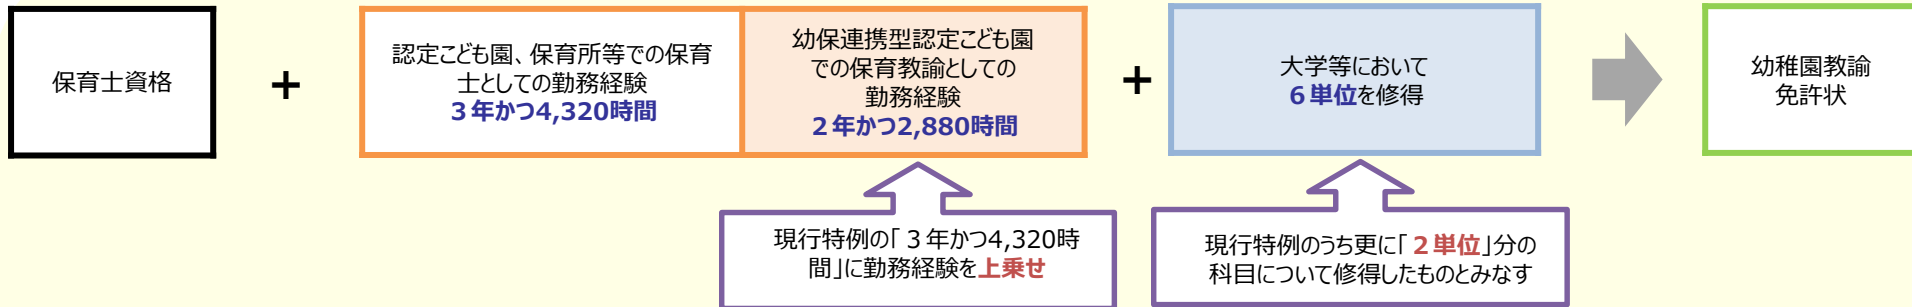 保育士資格
+
認定こども園、保育所等での保育
士としての勤務経験
３年かつ4,320時間
幼保連携型認定こども園
での保育教諭としての
勤務経験
２年かつ2,880時間
+
大学等において
６単位を修得
幼稚園教諭
免許状
現行特例の「３年かつ4,320時
間」に勤務経験を上乗せ
現行特例のうち更に「２単位」分の
科目について修得したものとみなす